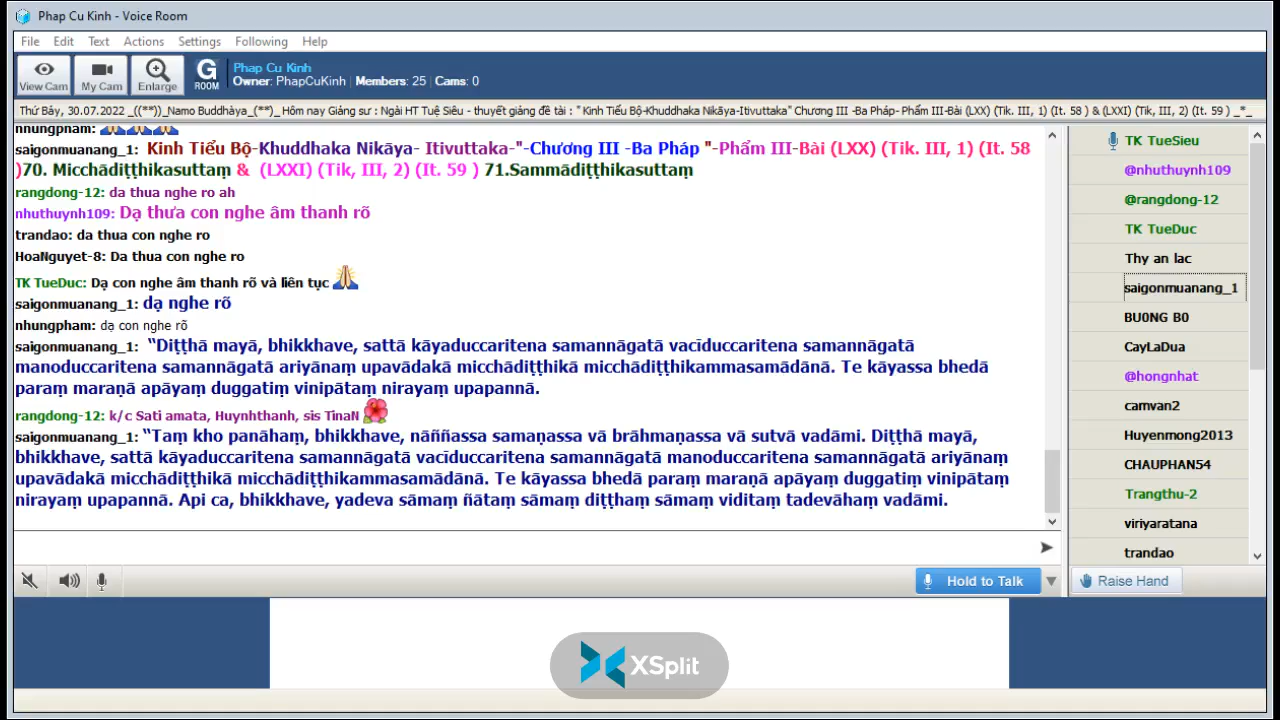 Phap Cu Kinh - Voice Room
File Edit Text Actions Settings Following Help
View Cam My Cam Enlarge G ROOM Phap Cu Kinh
Owner: PhapCuKinh Members: 25 Cams: 0
Thứ Bảy, 30.07.2022 _((**))_Namo Buddhàya_(**)_ Hôm nay Giảng sư : Ngài HT Tuệ Siêu - thuyết giảng đề tài : " Kinh Tiểu Bộ-Khuddhaka Nikāya-Itivuttaka" Chương III -Ba Pháp- Phẩm III-Bài (LXX) (Tik. III, 1) (It. 58 ) & (LXXI) (Tik, III, 2) (It. 59 ) _*_
nhungpham: 🙏🙏🙏
saigonmuanang_1: Kinh Tiểu Bộ-Khuddhaka Nikāya- Itivuttaka-"-Chương III -Ba Pháp "-Phẩm III-Bài (LXX) (Tik. III, 1) (It. 58
)70. Micchādiṭṭhikasuttaṃ & (LXXI) (Tik, III, 2) (It. 59 ) 71.Sammādiṭṭhikasuttaṃ
rangdong-12: da thua nghe ro ah
nhuthuynh109: Dạ thưa con nghe âm thanh rõ
trandao: da thua con nghe ro
HoaNguyet-8: Da thua con nghe ro
TK TueDuc: Dạ con nghe âm thanh rõ và liên tục 🙏
saigonmuanang_1: dạ nghe rõ
nhungpham: dạ con nghe rõ
saigonmuanang_1: “Diṭṭhā mayā, bhikkhave, sattā kāyaduccaritena samannāgatā vacīduccaritena samannāgatā
manoduccaritena samannāgatā ariyānaṃ upavādakā micchādiṭṭhikā micchādiṭṭhikammasamādānā. Te kāyassa bhedā
paraṃ maraṇā apāyaṃ duggatiṃ vinipātaṃ nirayaṃ upapannā.
rangdong-12: k/c Sati amata, Huynhthanh, sis TinaN 🌺
saigonmuanang_1: “Taṃ kho panāhaṃ, bhikkhave, nāññassa samaṇassa vā brāhmaṇassa vā sutvā vadāmi. Diṭṭhā mayā,
bhikkhave, sattā kāyaduccaritena samannāgatā vacīduccaritena samannāgatā manoduccaritena samannāgatā ariyānaṃ
upavādakā micchādiṭṭhikā micchādiṭṭhikammasamādānā. Te kāyassa bhedā paraṃ maraṇā apāyaṃ duggatiṃ vinipātaṃ
nirayaṃ upapannā. Api ca, bhikkhave, yadeva sāmaṃ ñātaṃ sāmaṃ diṭṭhaṃ sāmaṃ viditaṃ tadevāhaṃ vadāmi.
TK TueSieu
@nhuthuynh109
@rangdong-12
TK TueDuc
Thy an lac
saigonmuanang_1
BU0NG B0
CayLaDua
@hongnhat
camvan2
Huyenmong2013
CHAUPHAN54
Trangthu-2
viriyaratana
trandao
Hold to Talk
Raise Hand
XSplit